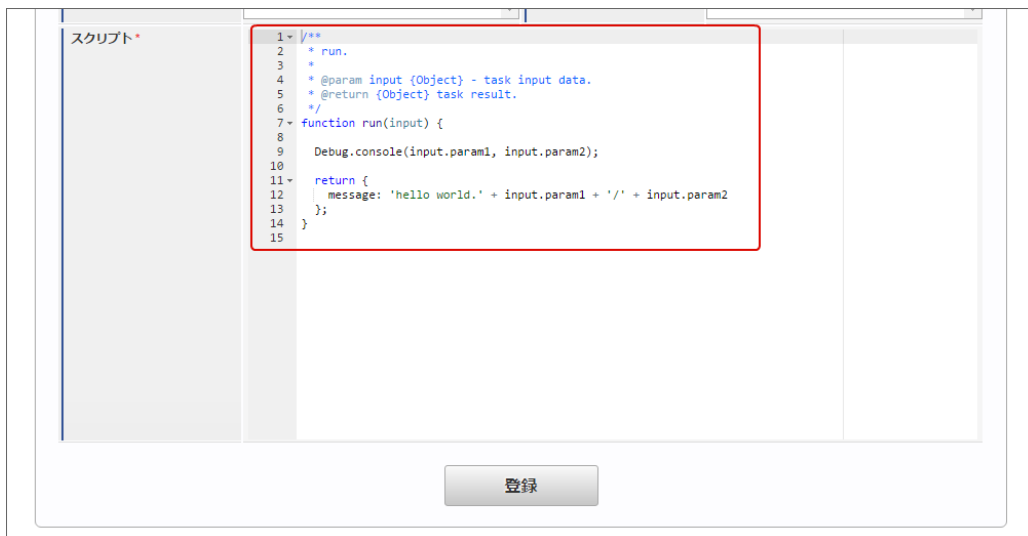 スクリプト*
1 /**
2  * run.
3  *
4  * @param input {Object} - task input data.
5  * @return {Object} task result.
6  */
7 function run(input) {
8
9   Debug.console(input.param1, input.param2);
10
11   return {
12     message: 'hello world.' + input.param1 + '/' + input.param2
13   };
14 }
15
登録